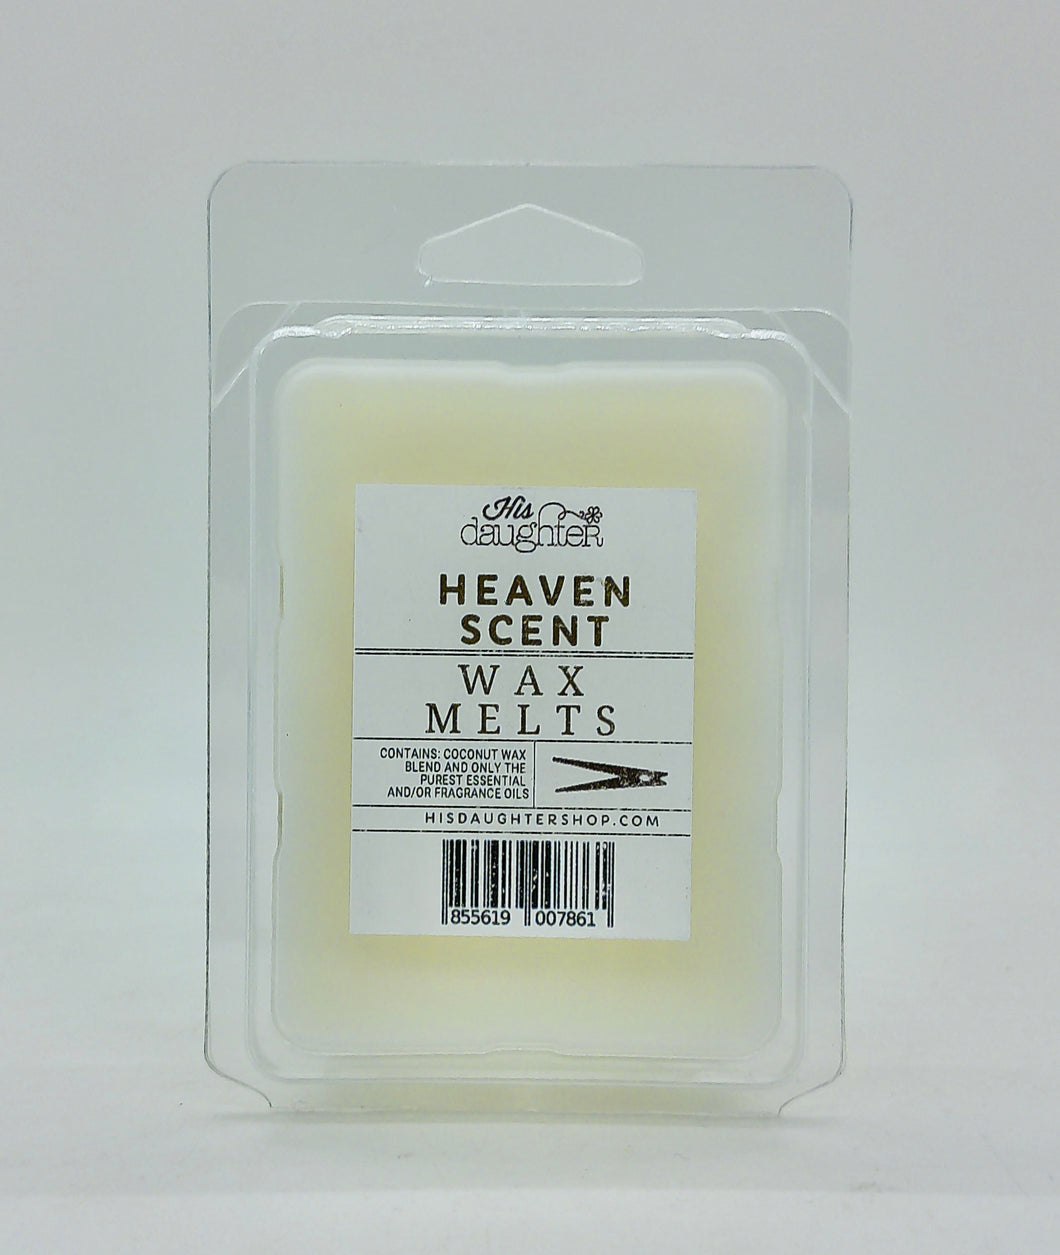 His
daughter
HEAVEN
SCENT
WAX
MELTS
CONTAINS: COCONUT WAX
BLEND AND ONLY THE
PUREST ESSENTIAL
AND/OR FRAGRANCE OILS
HISDAUGHTERSHOP.COM
855619 007861